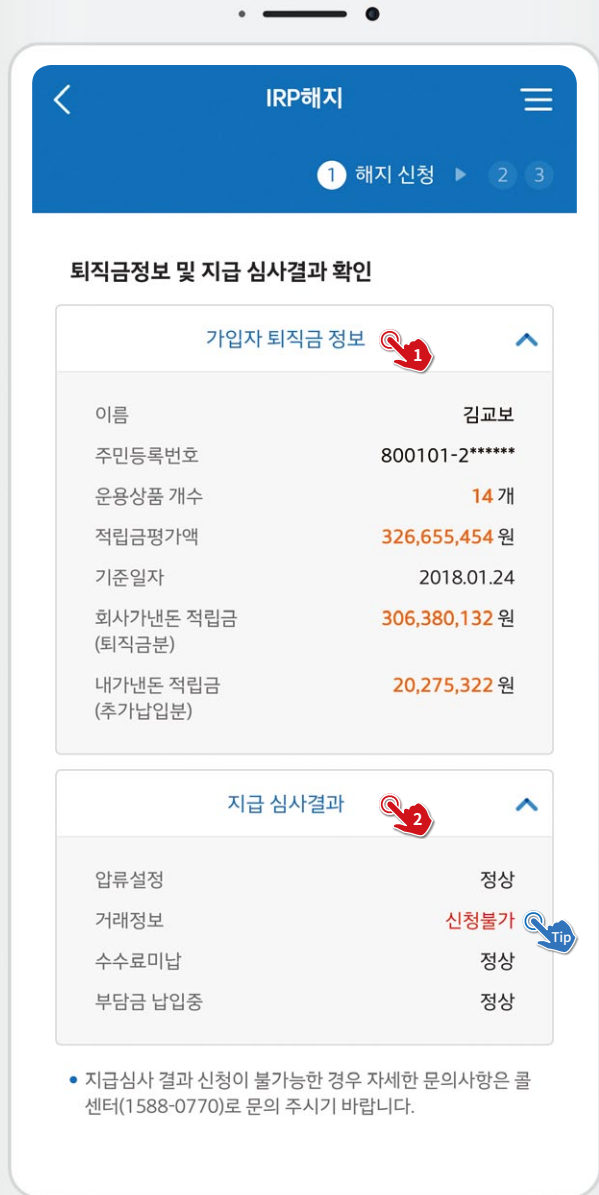 IRP해지
1 해지 신청 ▶ 2 3
퇴직금정보 및 지급 심사결과 확인
가입자 퇴직금 정보 1
이름 김교보
주민등록번호 800101-2******
운용상품 개수 14 개
적립금평가액 326,655,454 원
기준일자 2018.01.24
회사가낸돈 적립금 306,380,132 원
(퇴직금분)
내가낸돈 적립금 20,275,322 원
(추가납입분)
지급 심사결과 2
압류설정 정상
거래정보 신청불가 Tip
수수료미납 정상
부담금 납입중 정상
• 지급심사 결과 신청이 불가능한 경우 자세한 문의사항은 콜
센터(1588-0770)로 문의 주시기 바랍니다.